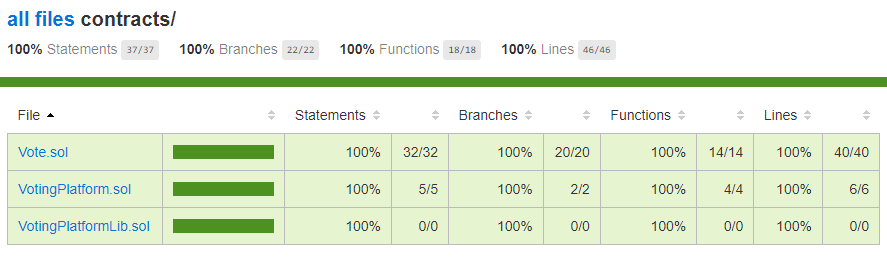 all files contracts/
100% Statements 37/37 100% Branches 22/22 100% Functions 18/18 100% Lines 46/46
File Statements Branches Functions Lines
Vote.sol 100% 32/32 100% 20/20 100% 14/14 100% 40/40
VotingPlatform.sol 100% 5/5 100% 2/2 100% 4/4 100% 6/6
VotingPlatformLib.sol 100% 0/0 100% 0/0 100% 0/0 100% 0/0